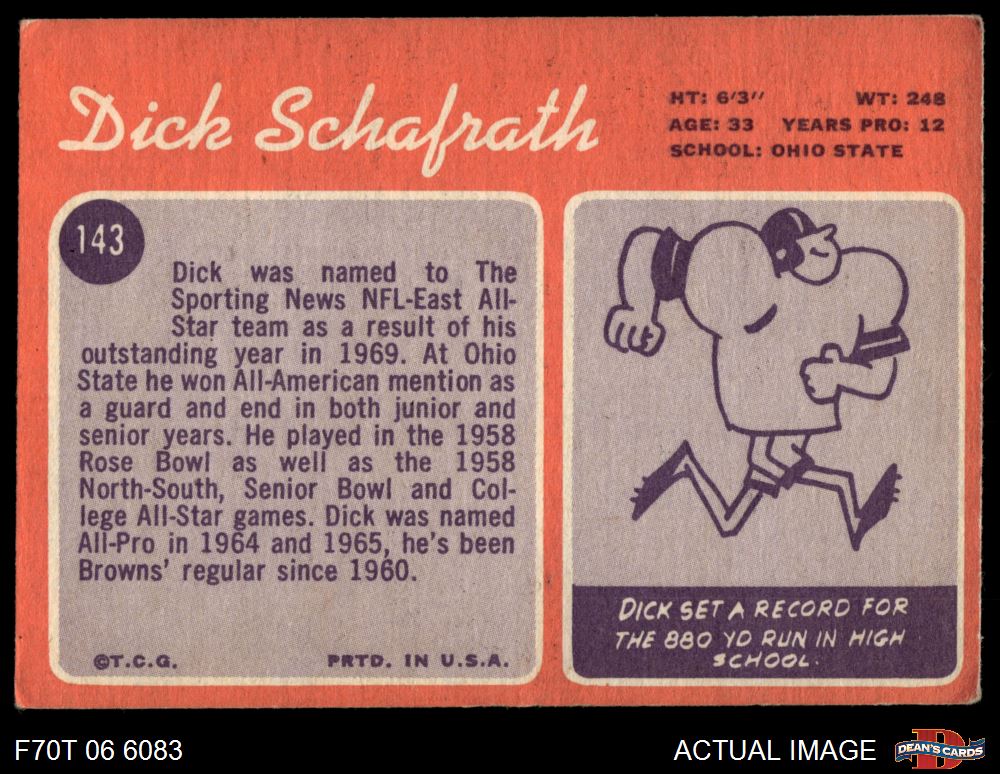 Dick Schafrath
HT: 6'3" WT: 248
AGE: 33 YEARS PRO: 12
SCHOOL: OHIO STATE
143
Dick was named to The
Sporting News NFL-East All-
Star team as a result of his
outstanding year in 1969. At Ohio
State he won All-American mention as
a guard and end in both junior and
senior years. He played in the 1958
Rose Bowl as well as the 1958
North-South, Senior Bowl and Col-
lege All-Star games. Dick was named
All-Pro in 1964 and 1965, he's been
Browns' regular since 1960.
©T.C.G. PRTD. IN U.S.A.
DICK SET A RECORD FOR
THE 880 YD RUN IN HIGH
SCHOOL.
F70T 06 6083
ACTUAL IMAGE
D
DEAN'S CARDS